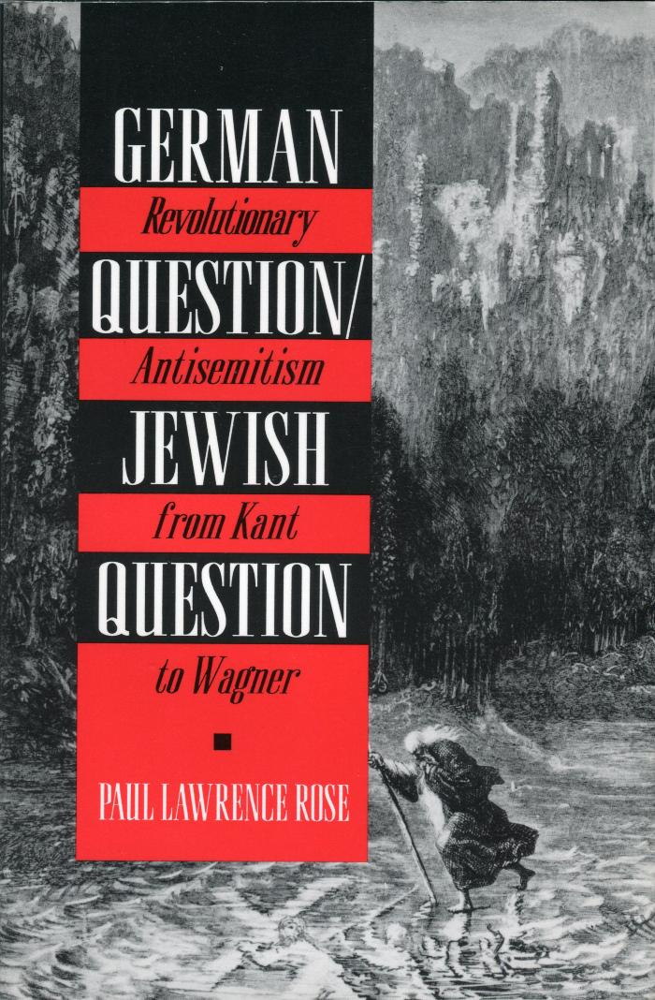 GERMAN
Revolutionary
QUESTION/
Antisemitism
JEWISH
from Kant
QUESTION
to Wagner
PAUL LAWRENCE ROSE